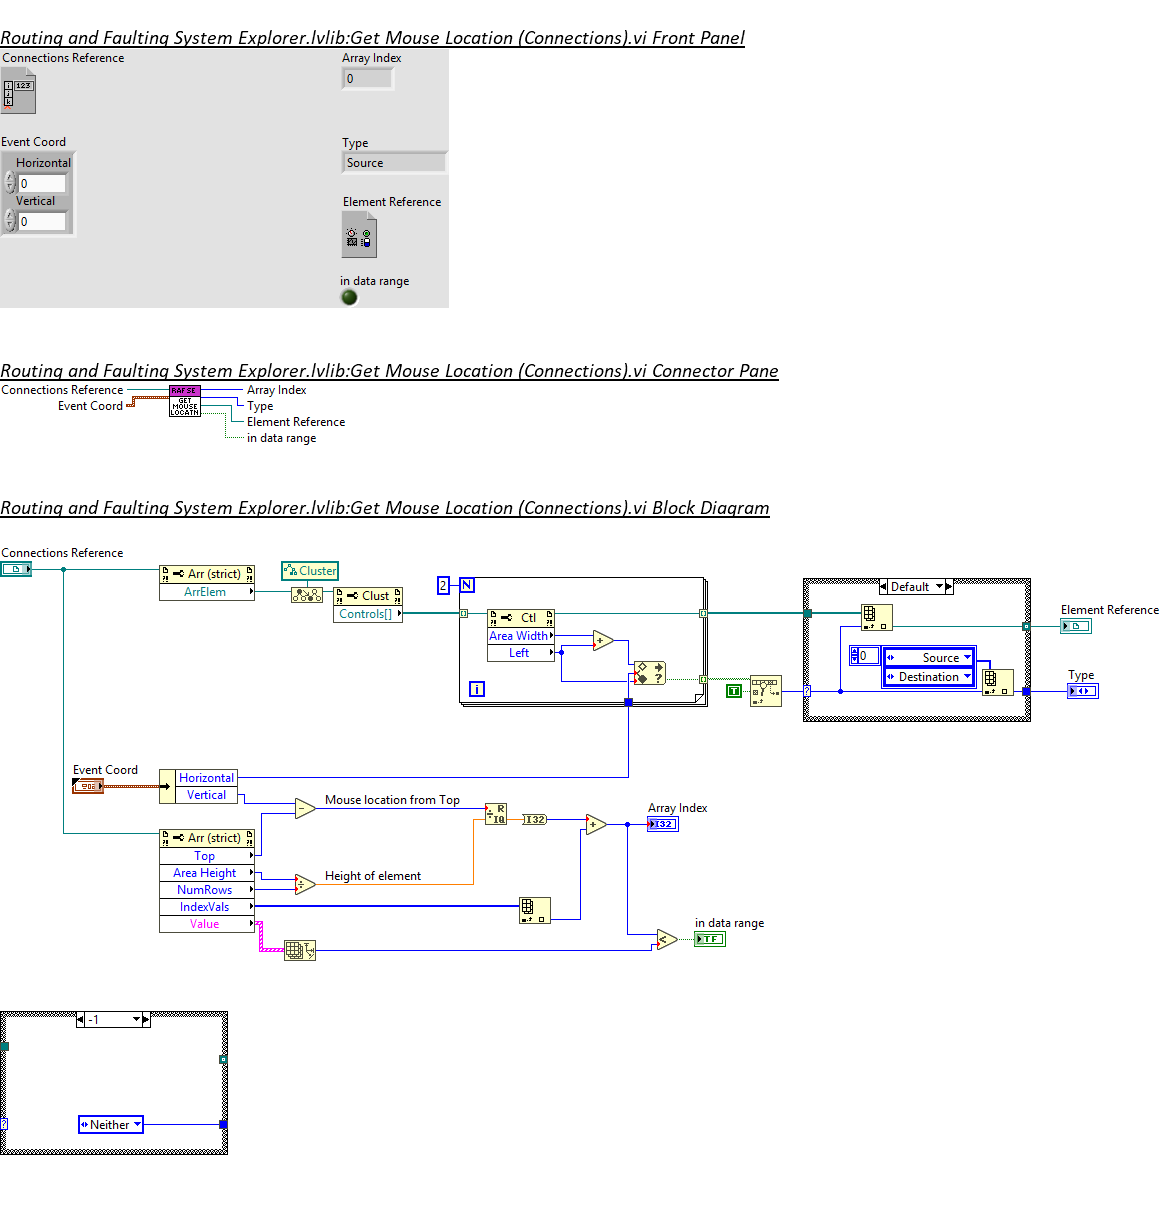 Routing and Faulting System Explorer.lvlib:Get Mouse Location (Connections).vi Front Panel
Connections Reference
Array Index
123
0
Event Coord
Type
Horizontal
Source
0
Vertical
Element Reference
0
in data range
Routing and Faulting System Explorer.lvlib:Get Mouse Location (Connections).vi Connector Pane
Connections Reference
RAFSE
Array Index
Event Coord
GET
MOUSE
LOCATN
Type
Element Reference
in data range
Routing and Faulting System Explorer.lvlib:Get Mouse Location (Connections).vi Block Diagram
Connections Reference
Arr (strict)
ArrElem
Cluster
Clust
Controls[]
2
N
Ctl
Area Width
Left
+
?
i
T
Default
Element Reference
0
Source
Destination
?
Type
Event Coord
Horizontal
Vertical
-
Mouse location from Top
R
IQ
I32
+
Array Index
I32
Arr (strict)
Top
Area Height
NumRows
IndexVals
Value
÷
Height of element
in data range
<
TF
-1
?
Neither